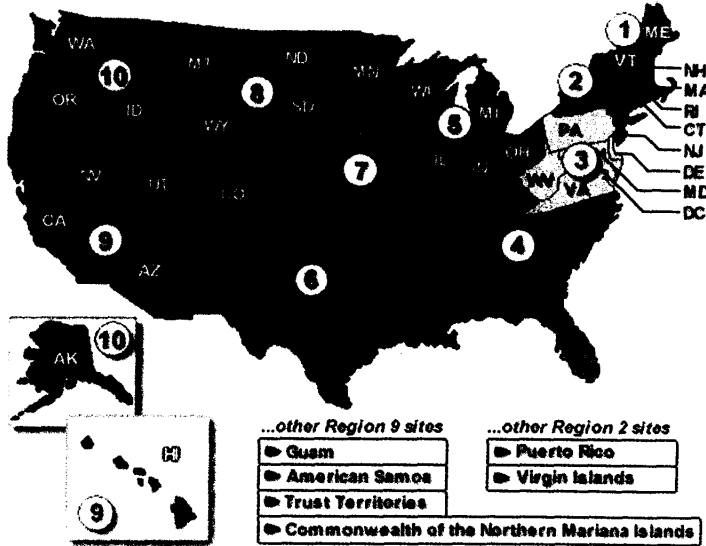 1
ME
WA
VT
ND
MT
10
MN
NH
2
8
MA
OR
WI
SD
RI
ID
MI
5
CT
WY
PA
NJ
OH
3
IL
IN
7
DE
NV
UT
WV
MD
CO
VA
DC
CA
9
4
AZ
6
10
AK
HI
9
...other Region 9 sites
Guam
American Samoa
Trust Territories
Commonwealth of the Northern Mariana Islands
...other Region 2 sites
Puerto Rico
Virgin Islands